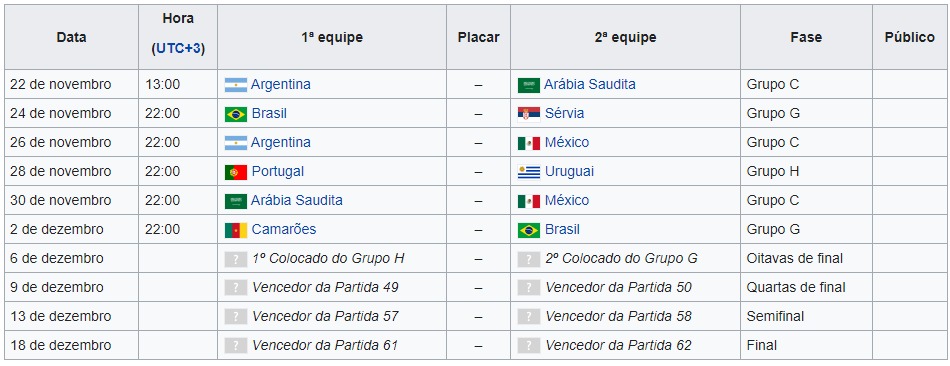 Data Hora (UTC+3) 1ª equipe Placar 2ª equipe Fase Público
22 de novembro 13:00 Argentina – Arábia Saudita Grupo C
24 de novembro 22:00 Brasil – Sérvia Grupo G
26 de novembro 22:00 Argentina – México Grupo C
28 de novembro 22:00 Portugal – Uruguai Grupo H
30 de novembro 22:00 Arábia Saudita – México Grupo C
2 de dezembro 22:00 Camarões – Brasil Grupo G
6 de dezembro ? 1º Colocado do Grupo H – ? 2º Colocado do Grupo G Oitavas de final
9 de dezembro ? Vencedor da Partida 49 – ? Vencedor da Partida 50 Quartas de final
13 de dezembro ? Vencedor da Partida 57 – ? Vencedor da Partida 58 Semifinal
18 de dezembro ? Vencedor da Partida 61 – ? Vencedor da Partida 62 Final